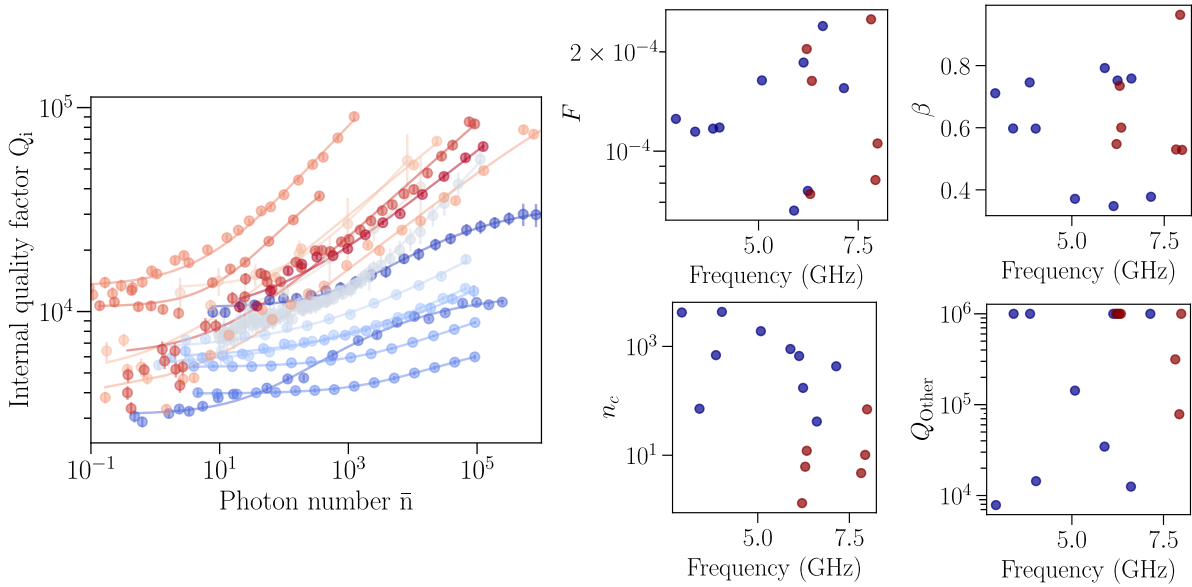 10^5
10^4
10^{-1}
10^1
10^3
10^5
Internal quality factor Q_i
Photon number n̄
2 × 10^{-4}
10^{-4}
F
5.0
7.5
Frequency (GHz)
0.8
0.6
0.4
β
5.0
7.5
Frequency (GHz)
10^3
10^1
n_c
5.0
7.5
Frequency (GHz)
10^6
10^5
10^4
Q_Other
5.0
7.5
Frequency (GHz)